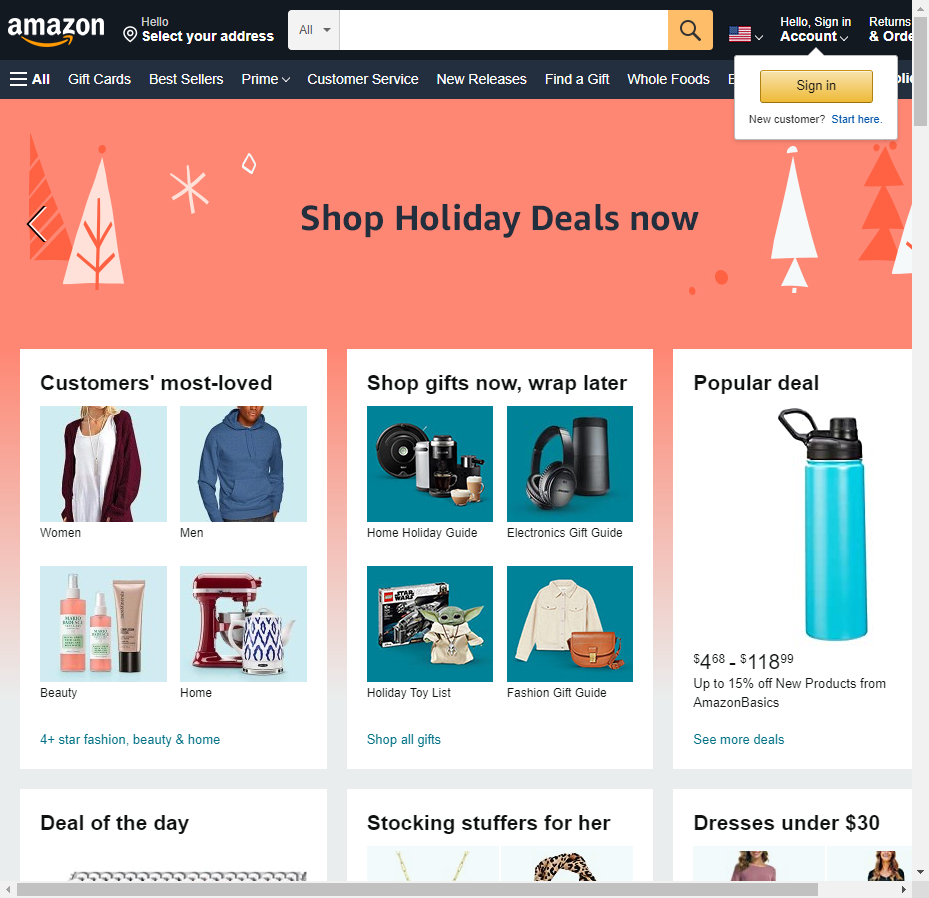 amazon
Hello
Select your address
All
Hello, Sign in
Account
Returns
& Orde
All
Gift Cards
Best Sellers
Prime
Customer Service
New Releases
Find a Gift
Whole Foods
Sign in
New customer? Start here.
Shop Holiday Deals now
Customers' most-loved
Women
Men
Beauty
Home
4+ star fashion, beauty & home
Shop gifts now, wrap later
Home Holiday Guide
Electronics Gift Guide
STAR WARS
Holiday Toy List
Fashion Gift Guide
Shop all gifts
Popular deal
$4.68 - $118.99
Up to 15% off New Products from
AmazonBasics
See more deals
Deal of the day
Stocking stuffers for her
Dresses under $30